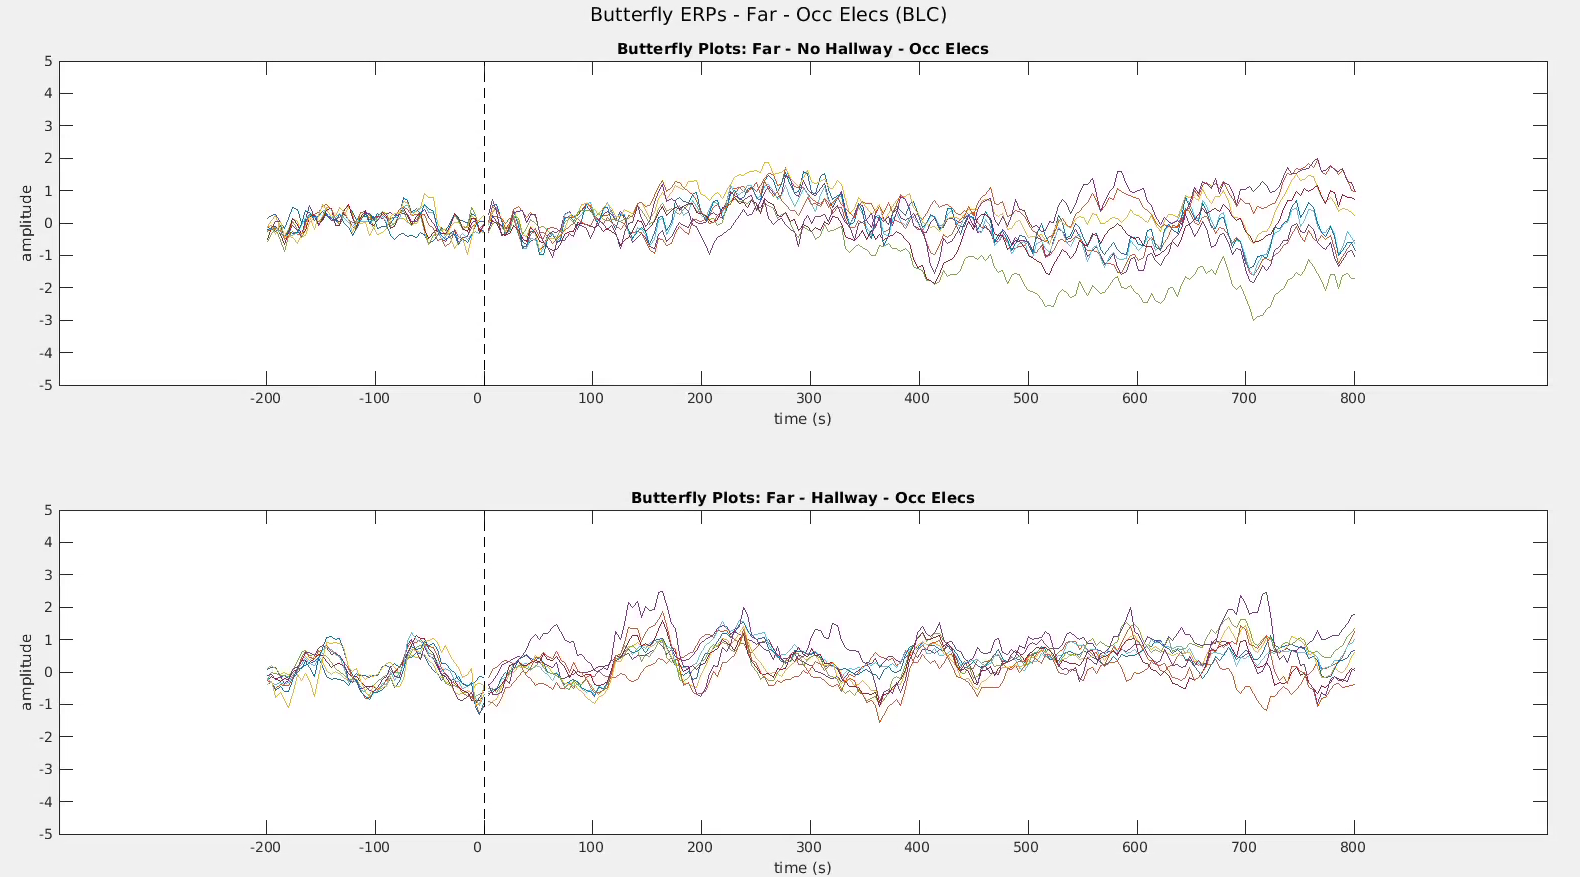 Butterfly ERPs - Far - Occ Elecs (BLC)
Butterfly Plots: Far - No Hallway - Occ Elecs
5
4
3
2
1
0
-1
-2
-3
-4
-5
amplitude
-200 -100 0 100 200 300 400 500 600 700 800
time (s)
Butterfly Plots: Far - Hallway - Occ Elecs
5
4
3
2
1
0
-1
-2
-3
-4
-5
amplitude
-200 -100 0 100 200 300 400 500 600 700 800
time (s)